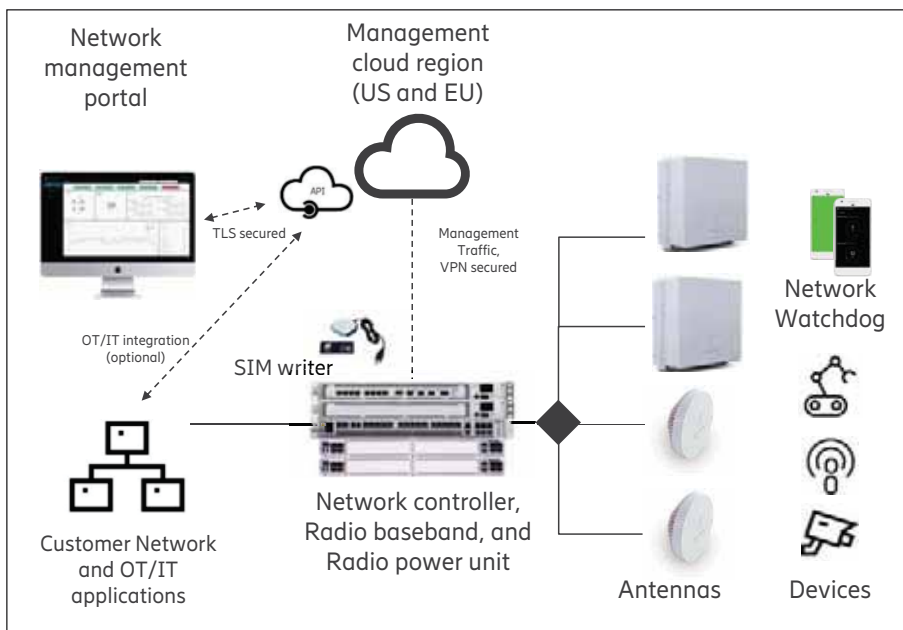 Network
management
portal
Management
cloud region
(US and EU)
API
TLS secured
Management
Traffic,
VPN secured
Network
Watchdog
OT/IT integration
(optional)
SIM writer
Network controller,
Radio baseband, and
Radio power unit
Customer Network
and OT/IT
applications
Antennas
Devices